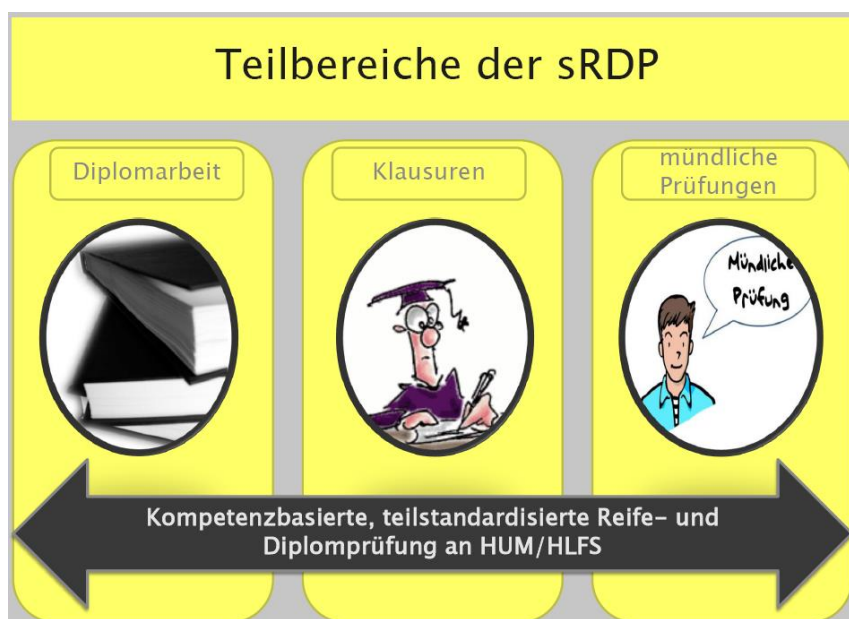 Teilbereiche der sRDP
Diplomarbeit
Klausuren
mündliche
Prüfungen
Mündliche
Prüfung
Kompetenzbasierte, teilstandardisierte Reife- und
Diplomprüfung an HUM/HLFS